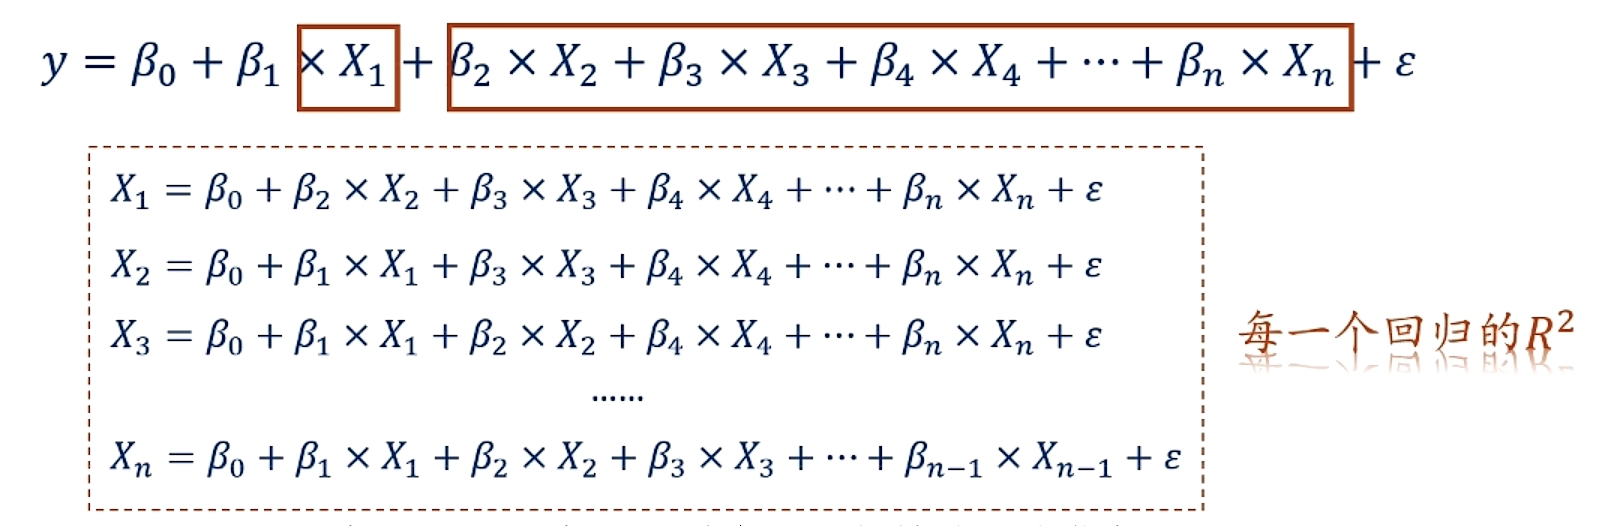 y = β₀ + β₁ × X₁ + β₂ × X₂ + β₃ × X₃ + β₄ × X₄ + ⋯ + βₙ × Xₙ + ε
X₁ = β₀ + β₂ × X₂ + β₃ × X₃ + β₄ × X₄ + ⋯ + βₙ × Xₙ + ε
X₂ = β₀ + β₁ × X₁ + β₃ × X₃ + β₄ × X₄ + ⋯ + βₙ × Xₙ + ε
X₃ = β₀ + β₁ × X₁ + β₂ × X₂ + β₄ × X₄ + ⋯ + βₙ × Xₙ + ε
每一个回归的R²
……
Xₙ = β₀ + β₁ × X₁ + β₂ × X₂ + β₃ × X₃ + ⋯ + βₙ₋₁ × Xₙ₋₁ + ε